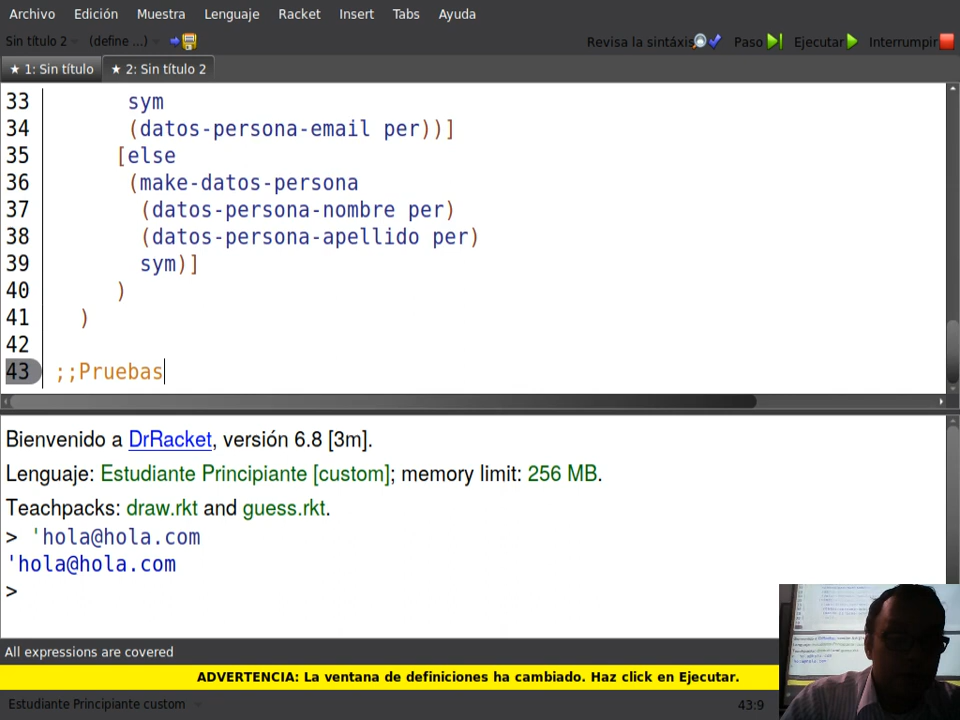 Archivo Edición Muestra Lenguaje Racket Insert Tabs Ayuda
Sin título 2 (define ...) Revisa la sintáxis Paso Ejecutar Interrumpir
★ 1: Sin título ★ 2: Sin título 2
33 sym
34 (datos-persona-email per))]
35 [else
36 (make-datos-persona
37 (datos-persona-nombre per)
38 (datos-persona-apellido per)
39 sym)]
40 )
41 )
42
43 ;;Pruebas
Bienvenido a DrRacket, versión 6.8 [3m].
Lenguaje: Estudiante Principiante [custom]; memory limit: 256 MB.
Teachpacks: draw.rkt and guess.rkt.
> 'hola@hola.com
'hola@hola.com
>
All expressions are covered
ADVERTENCIA: La ventana de definiciones ha cambiado. Haz click en Ejecutar.
Estudiante Principiante custom 43:9